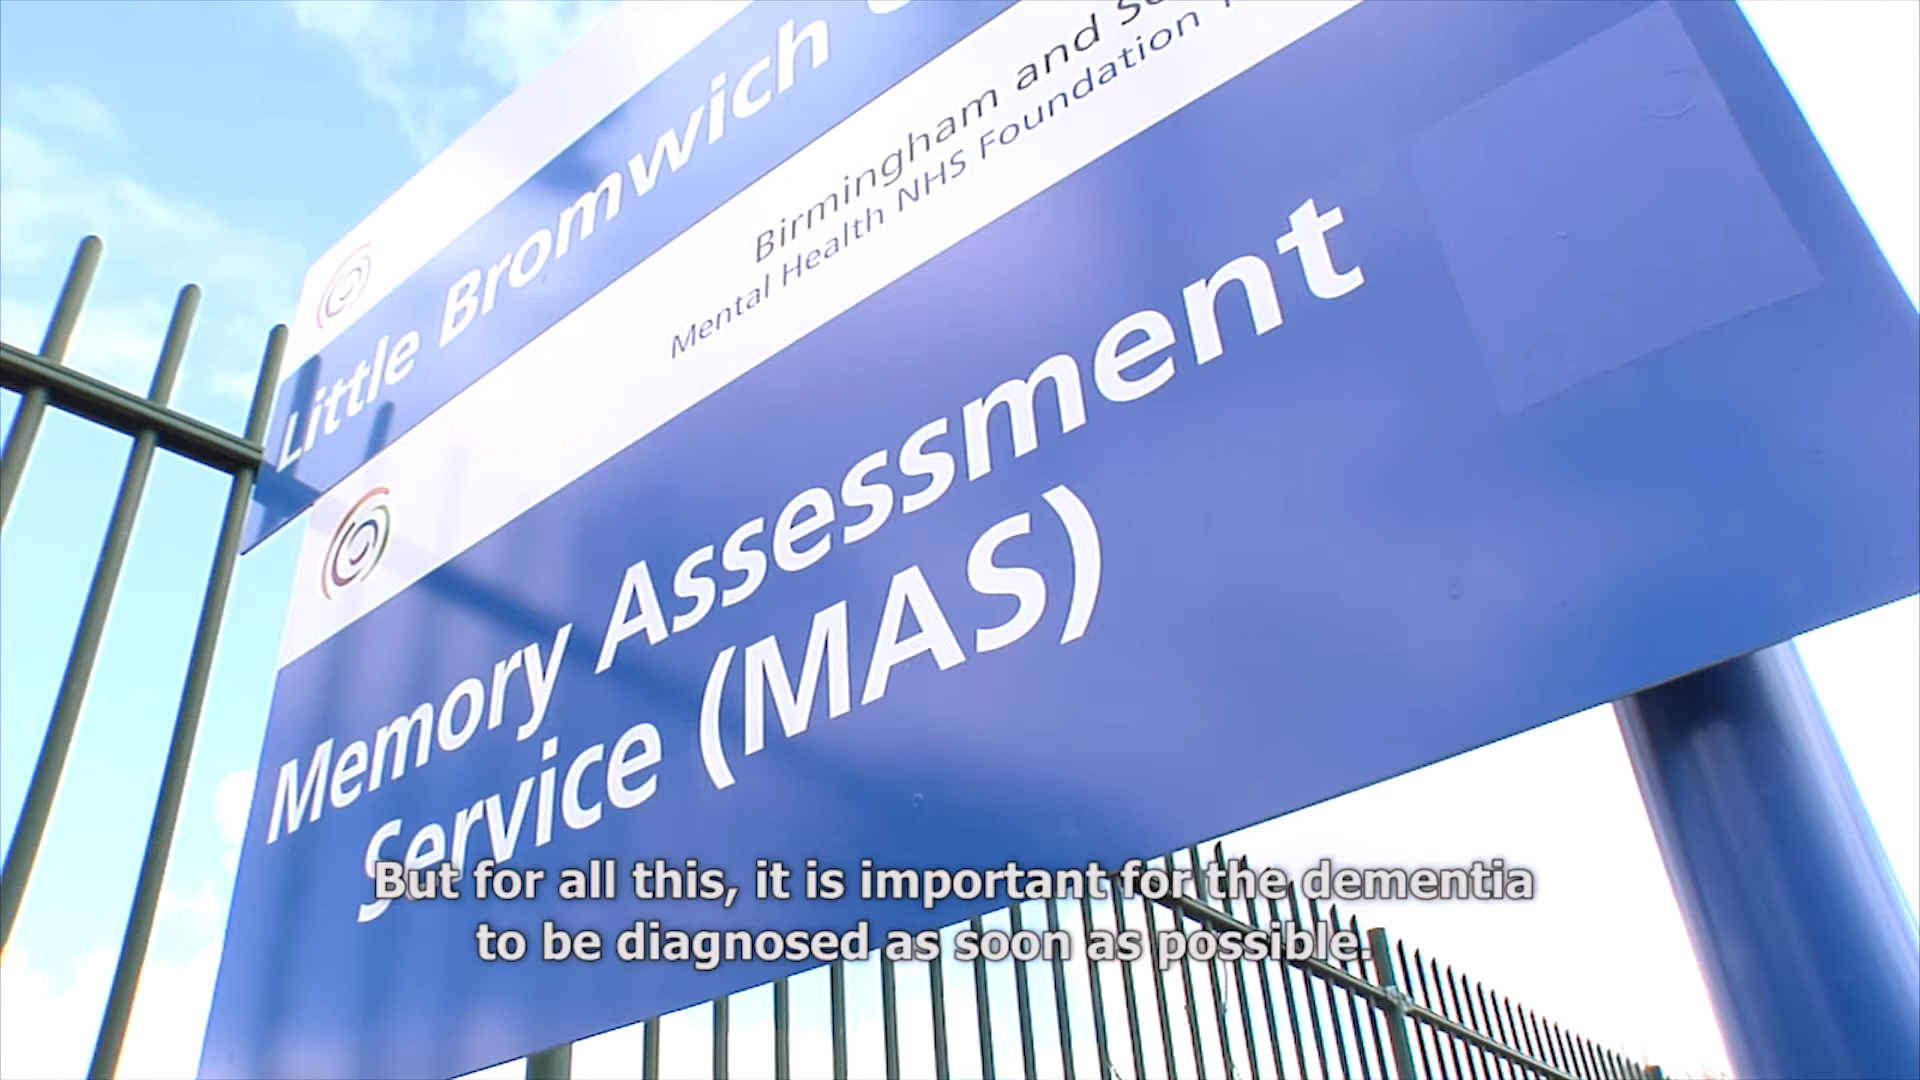 Little Bromwich
Birmingham and
Mental Health NHS Foundation
Memory Assessment
Service (MAS)
But for all this, it is important for the dementia
to be diagnosed as soon as possible.